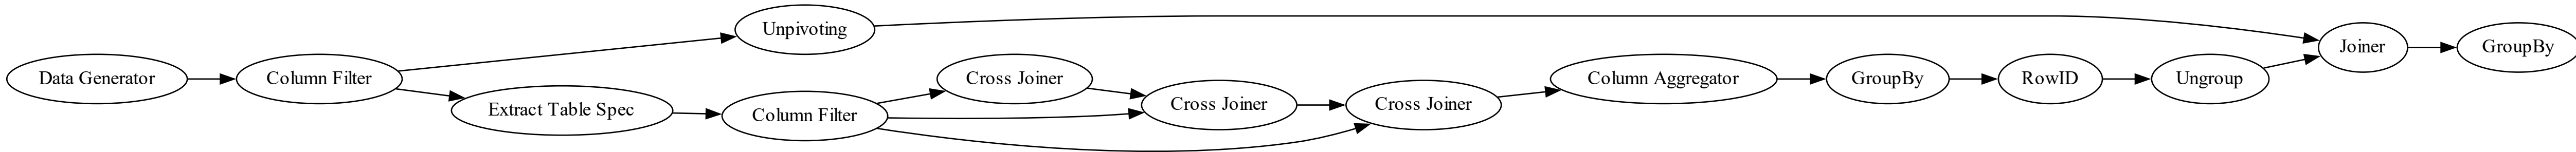 Data Generator
Column Filter
Unpivoting
Extract Table Spec
Column Filter
Cross Joiner
Cross Joiner
Cross Joiner
Column Aggregator
GroupBy
RowID
Ungroup
Joiner
GroupBy